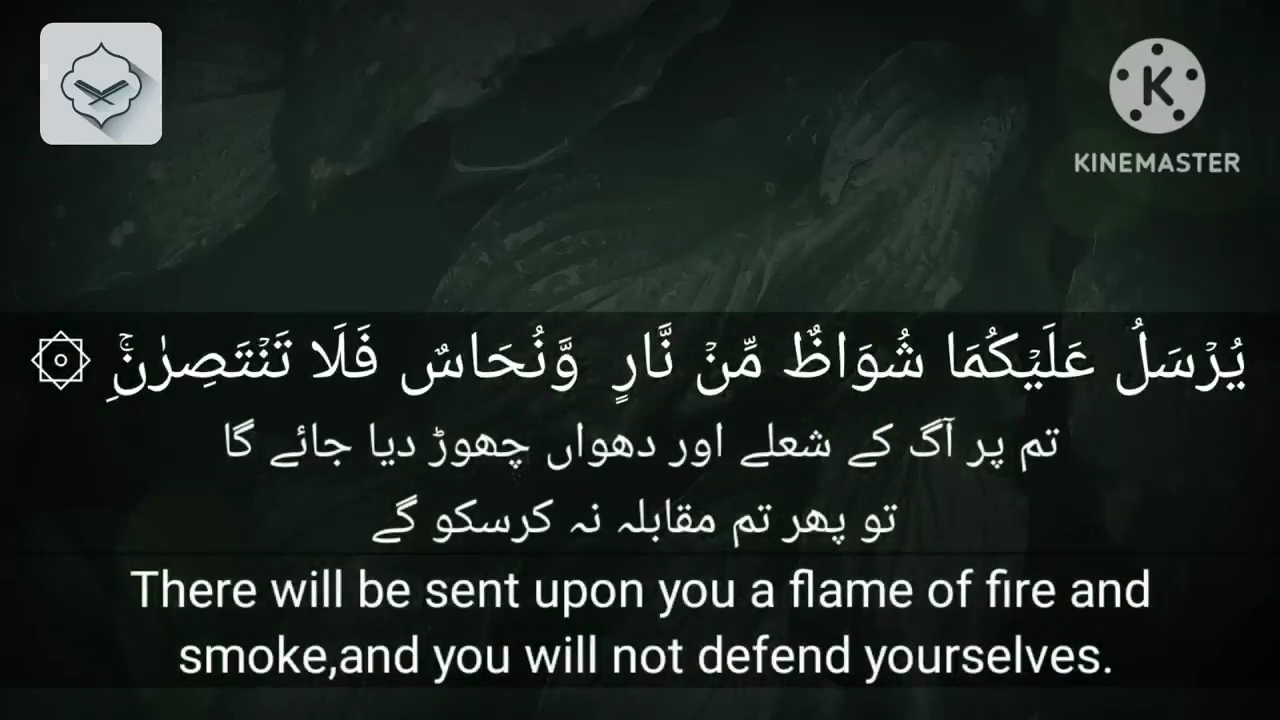 KINEMASTER
يُرۡسَلُ عَلَيۡكُمَا شُوَاظٌ مِّنۡ نَّارٍ ۙ وَّنُحَاسٌ فَلَا تَنۡتَصِرٰنِ‌ۚ ۞
تم پر آگ کے شعلے اور دھواں چھوڑ دیا جائے گا
تو پھر تم مقابلہ نہ کرسکو گے
There will be sent upon you a flame of fire and
smoke,and you will not defend yourselves.